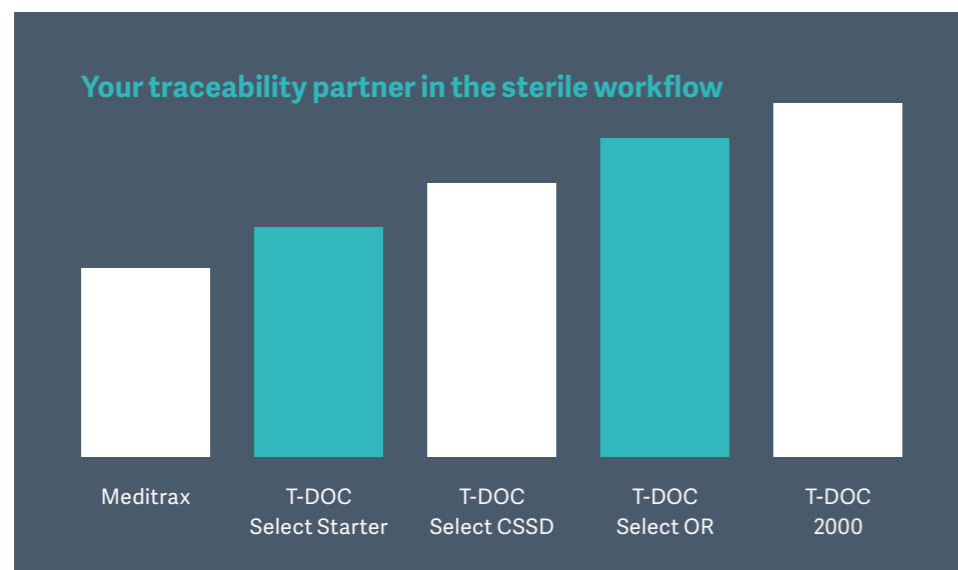 Your traceability partner in the sterile workflow
Meditrax
T-DOC
Select Starter
T-DOC
Select CSSD
T-DOC
Select OR
T-DOC
2000